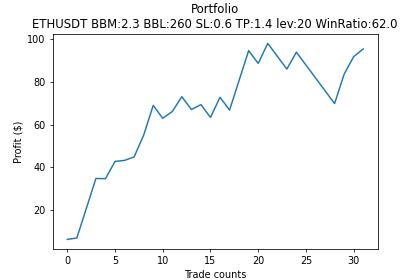 Portfolio
ETHUSDT BBM:2.3 BBL:260 SL:0.6 TP:1.4 lev:20 WinRatio:62.0
100
80
60
40
20
Profit ($)
0 5 10 15 20 25 30
Trade counts